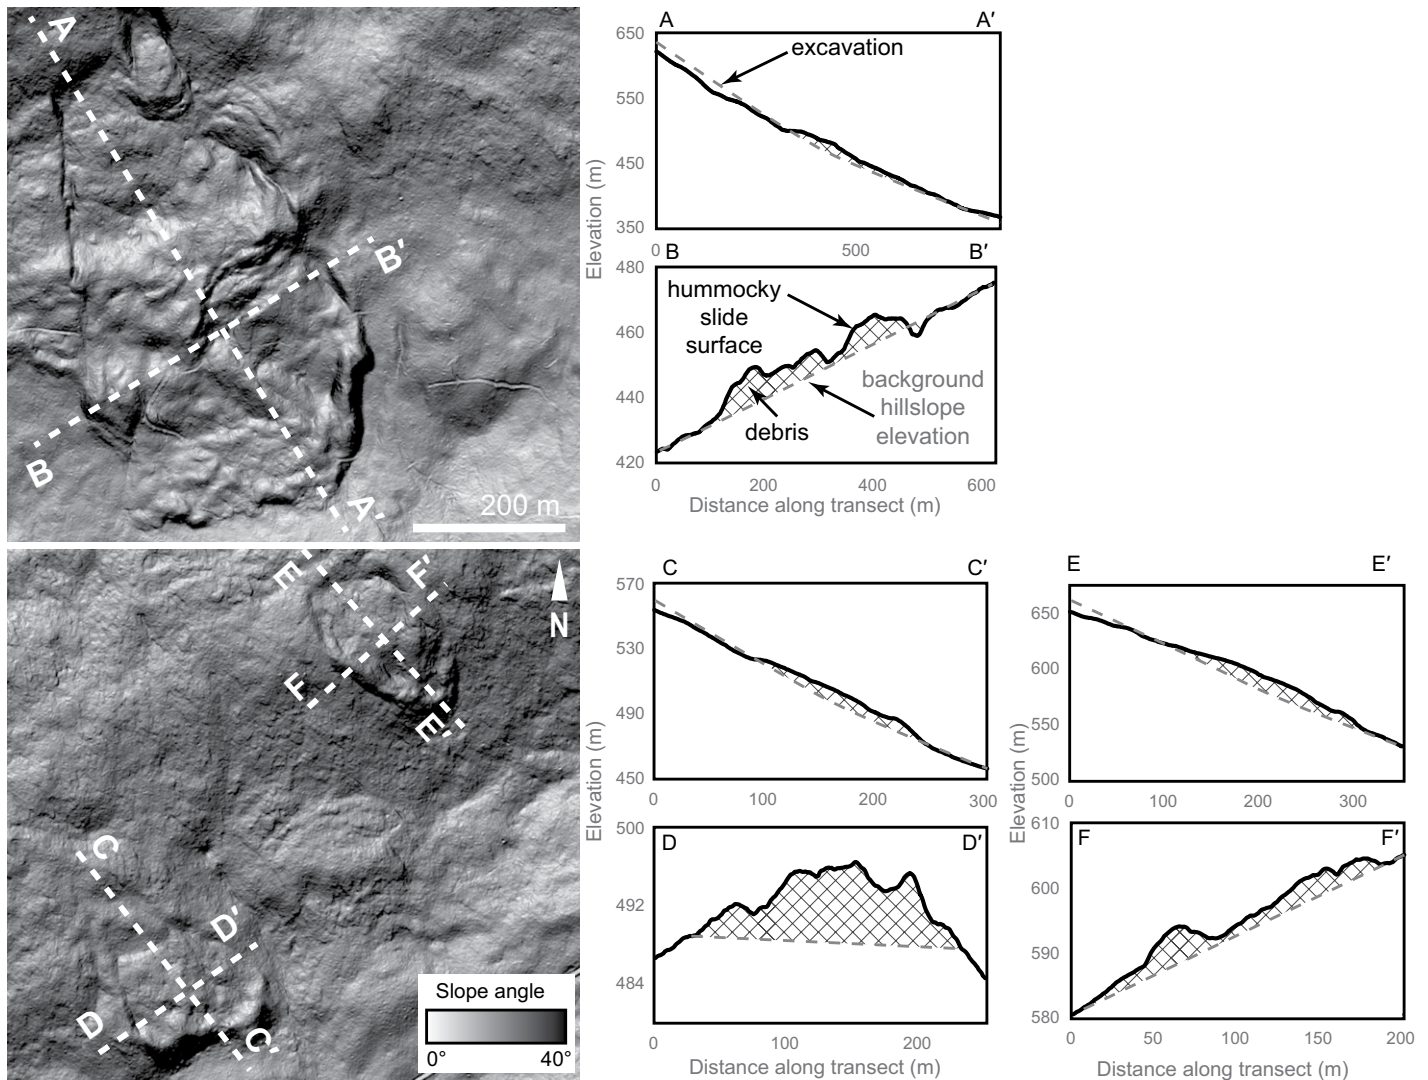 A
A'
B
B'
200 m
A
A′
650
550
450
350
Elevation (m)
excavation
0
500
B
B′
480
460
440
420
hummocky
slide
surface
debris
background
hillslope
elevation
0
200
400
600
Distance along transect (m)
E
E'
F
F'
N
C
C'
D
D'
Slope angle
0°
40°
C
C′
570
530
490
450
Elevation (m)
0
100
200
300
D
D′
500
492
484
0
100
200
Distance along transect (m)
E
E′
650
600
550
500
Elevation (m)
0
100
200
300
F
F′
610
600
590
580
0
50
100
150
200
Distance along transect (m)